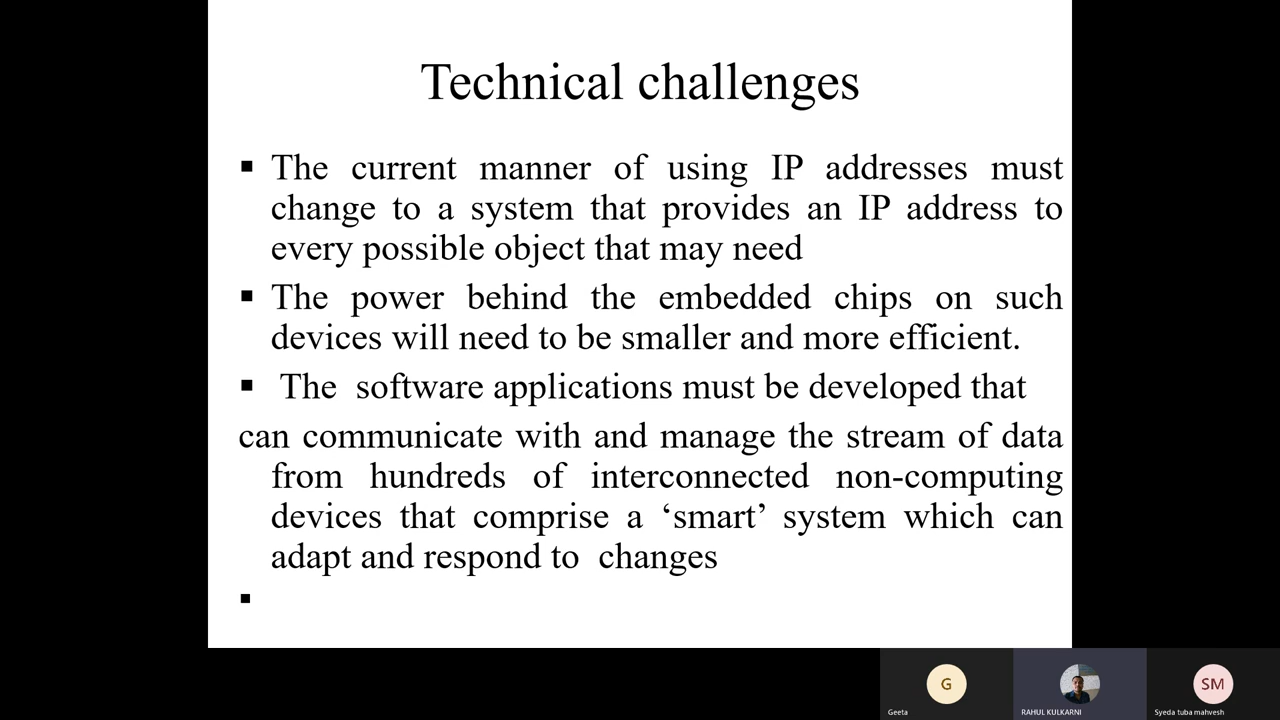 Technical challenges
▪ The current manner of using IP addresses must
change to a system that provides an IP address to
every possible object that may need
▪ The power behind the embedded chips on such
devices will need to be smaller and more efficient.
▪ The software applications must be developed that
can communicate with and manage the stream of data
from hundreds of interconnected non-computing
devices that comprise a ‘smart’ system which can
adapt and respond to changes
▪
G
SM
Geeta
RAHUL KULKARNI
Syeda tuba mahvesh